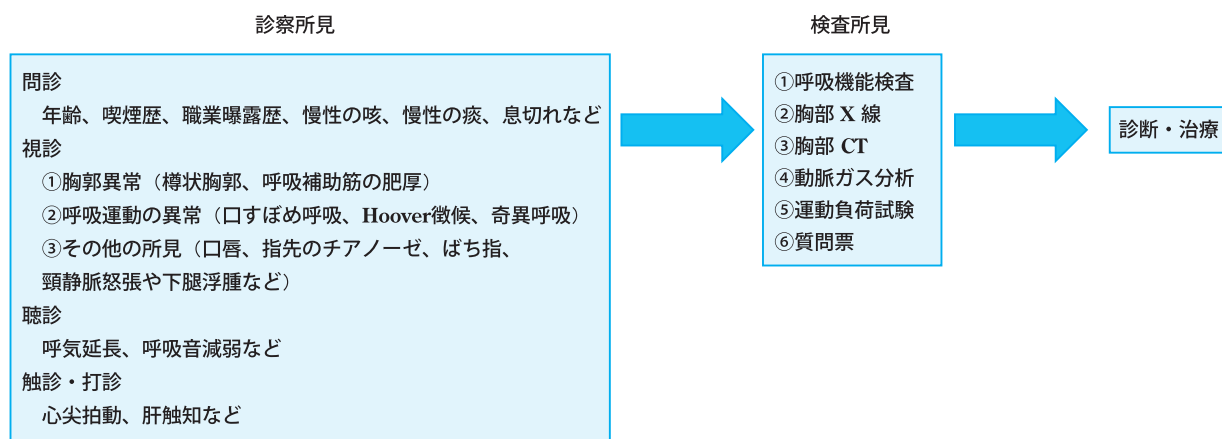 診察所見
問診
年齢、喫煙歴、職業曝露歴、慢性の咳、慢性の痰、息切れなど
視診
①胸郭異常（樽状胸郭、呼吸補助筋の肥厚）
②呼吸運動の異常（口すぼめ呼吸、Hoover徴候、奇異呼吸）
③その他の所見（口唇、指先のチアノーゼ、ばち指、
頸静脈怒張や下腿浮腫など）
聴診
呼気延長、呼吸音減弱など
触診・打診
心尖拍動、肝触知など
検査所見
①呼吸機能検査
②胸部 X 線
③胸部 CT
④動脈ガス分析
⑤運動負荷試験
⑥質問票
診断・治療